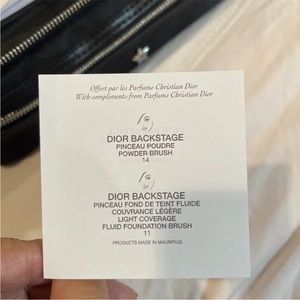 Offert par les Parfums Christian Dior
With compliments from Parfums Christian Dior
DIOR BACKSTAGE
PINCEAU POUDRE
POWDER BRUSH
14
DIOR BACKSTAGE
PINCEAU FOND DE TEINT FLUIDE
COUVRANCE LÉGÈRE
LIGHT COVERAGE
FLUID FOUNDATION BRUSH
11
PRODUCTS MADE IN MAURITIUS